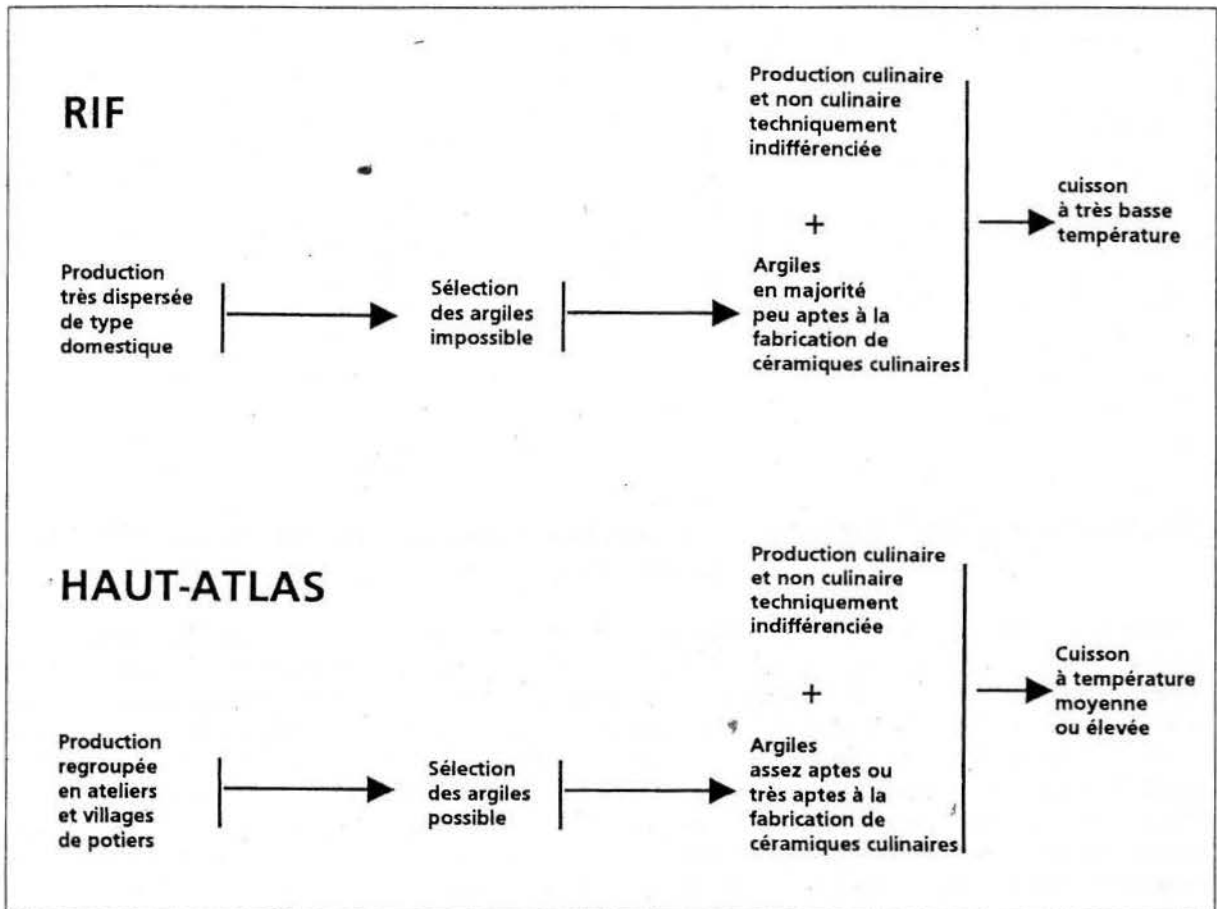 RIF
Production
très dispersée
de type
domestique
Sélection
des argiles
impossible
Production culinaire
et non culinaire
techniquement
indifférenciée
+
Argiles
en majorité
peu aptes à la
fabrication de
céramiques culinaires
cuisson
à très basse
température
HAUT-ATLAS
Production
regroupée
en ateliers
et villages
de potiers
Sélection
des argiles
possible
Production culinaire
et non culinaire
techniquement
indifférenciée
+
Argiles
assez aptes ou
très aptes à la
fabrication de
céramiques culinaires
Cuisson
à température
moyenne
ou élevée